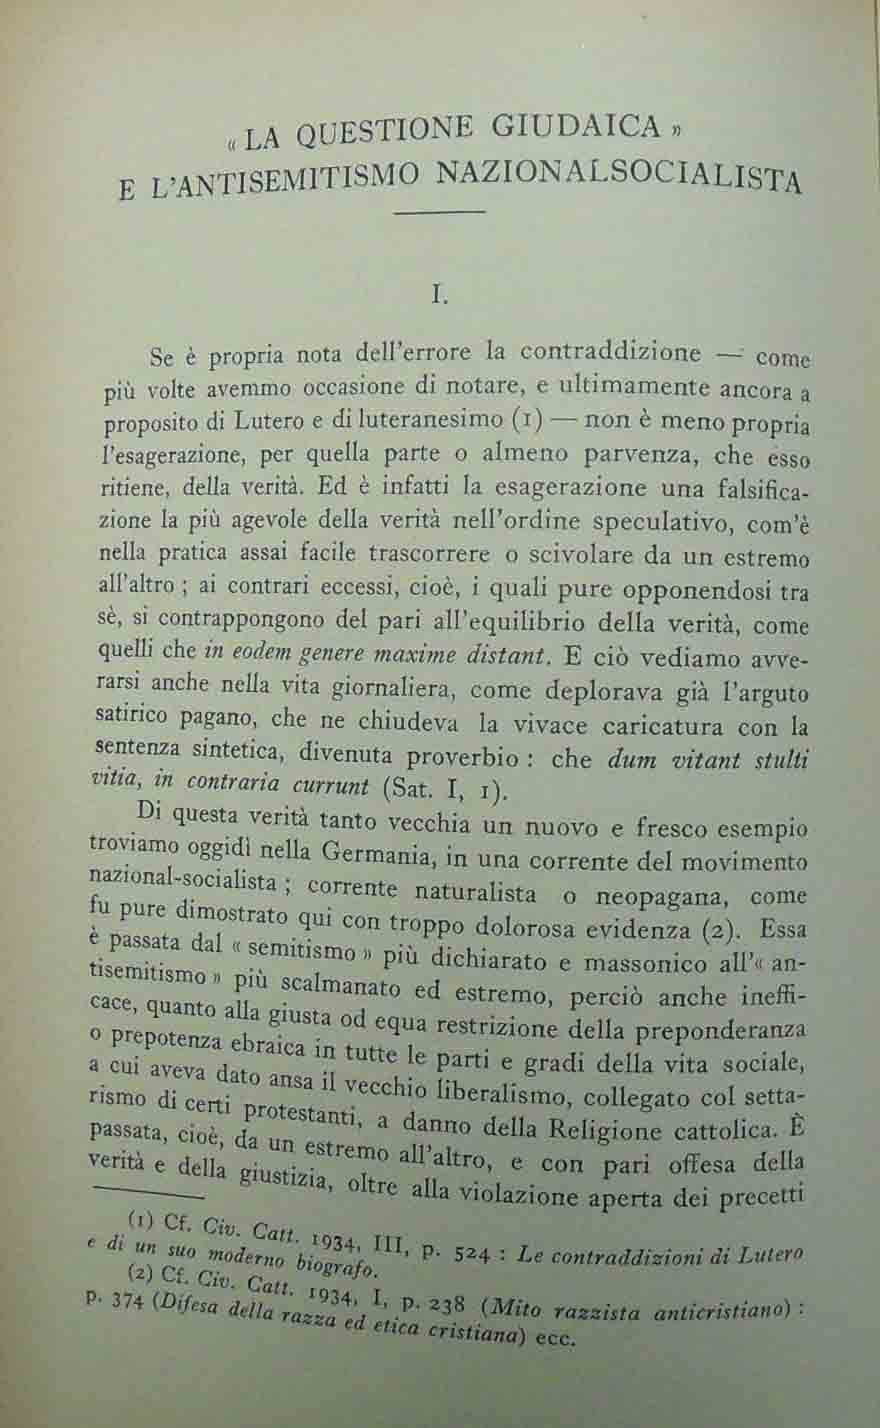 « LA QUESTIONE GIUDAICA »
E L'ANTISEMITISMO NAZIONALSOCIALISTA
I.
Se è propria nota dell'errore la contraddizione — come
più volte avemmo occasione di notare, e ultimamente ancora a
proposito di Lutero e di luteranesimo (1) — non è meno propria
l'esagerazione, per quella parte o almeno parvenza, che esso
ritiene, della verità. Ed è infatti la esagerazione una falsifica-
zione la più agevole della verità nell'ordine speculativo, com'è
nella pratica assai facile trascorrere o scivolare da un estremo
all'altro ; ai contrari eccessi, cioè, i quali pure opponendosi tra
sè, si contrappongono del pari all'equilibrio della verità, come
quelli che in eodem genere maxime distant. E ciò vediamo avve-
rarsi anche nella vita giornaliera, come deplorava già l'arguto
satirico pagano, che ne chiudeva la vivace caricatura con la
sentenza sintetica, divenuta proverbio : che dum vitant stulti
vitia, in contraria currunt (Sat. I, 1).
Di questa verità tanto vecchia un nuovo e fresco esempio
troviamo oggidì nella Germania, in una corrente del movimento
nazional-socialista ; corrente naturalista o neopagana, come
fu pure dimostrato qui con troppo dolorosa evidenza (2). Essa
è passata dal « semitismo » più dichiarato e massonico all'« an-
tisemitismo » più scalmanato ed estremo, perciò anche ineffi-
cace, quanto alla giusta od equa restrizione della preponderanza
o prepotenza ebraica in tutte le parti e gradi della vita sociale,
a cui aveva dato ansa il vecchio liberalismo, collegato col setta-
rismo di certi protestanti, a danno della Religione cattolica. È
passata, cioè, da un estremo all'altro, e con pari offesa della
verità e della giustizia, oltre alla violazione aperta dei precetti
(1) Cf. Civ. Catt. 1934, III, p. 524 : Le contraddizioni di Lutero
e di un suo moderno biografo.
(2) Cf. Civ. Catt. 1934, I, p. 238 (Mito razzista anticristiano) :
p. 374 (Difesa della razza ed etica cristiana) ecc.